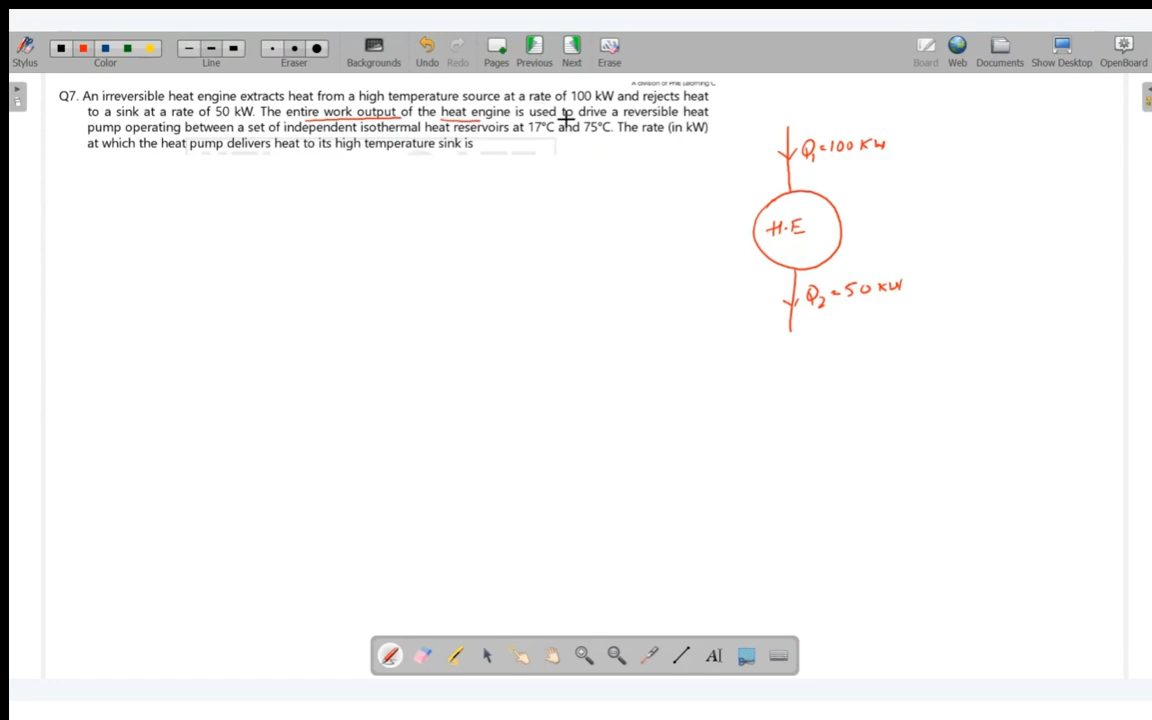 Stylus
Color
Line
Eraser
Backgrounds
Undo
Redo
Pages
Previous
Next
Erase
Board
Web
Documents
Show Desktop
OpenBoard
Q7. An irreversible heat engine extracts heat from a high temperature source at a rate of 100 kW and rejects heat
to a sink at a rate of 50 kW. The entire work output of the heat engine is used to drive a reversible heat
pump operating between a set of independent isothermal heat reservoirs at 17°C and 75°C. The rate (in kW)
at which the heat pump delivers heat to its high temperature sink is
Q1 = 100 KW
H.E
Q2 = 50 KW
AI